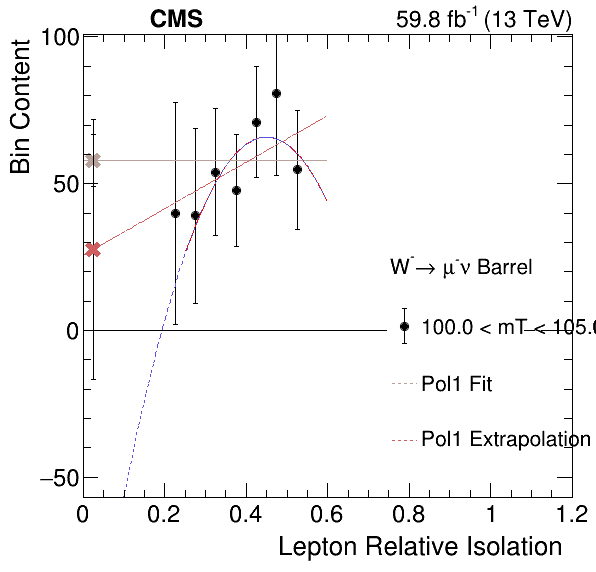 CMS
59.8 fb⁻¹ (13 TeV)
Bin Content
100
50
0
−50
W⁻→ μ⁻ν Barrel
100.0 < mT < 105.0
Pol1 Fit
Pol1 Extrapolation
0 0.2 0.4 0.6 0.8 1 1.2
Lepton Relative Isolation